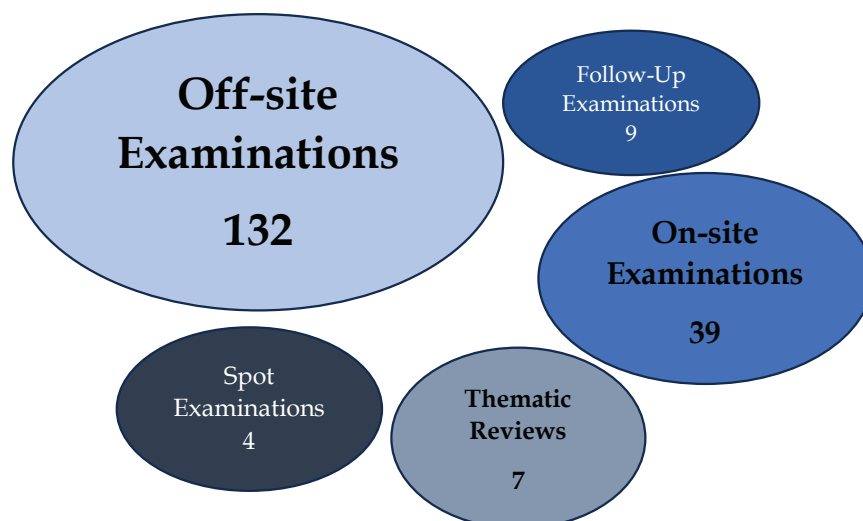 Off-site
Examinations
132
Follow-Up
Examinations
9
On-site
Examinations
39
Spot
Examinations
4
Thematic
Reviews
7